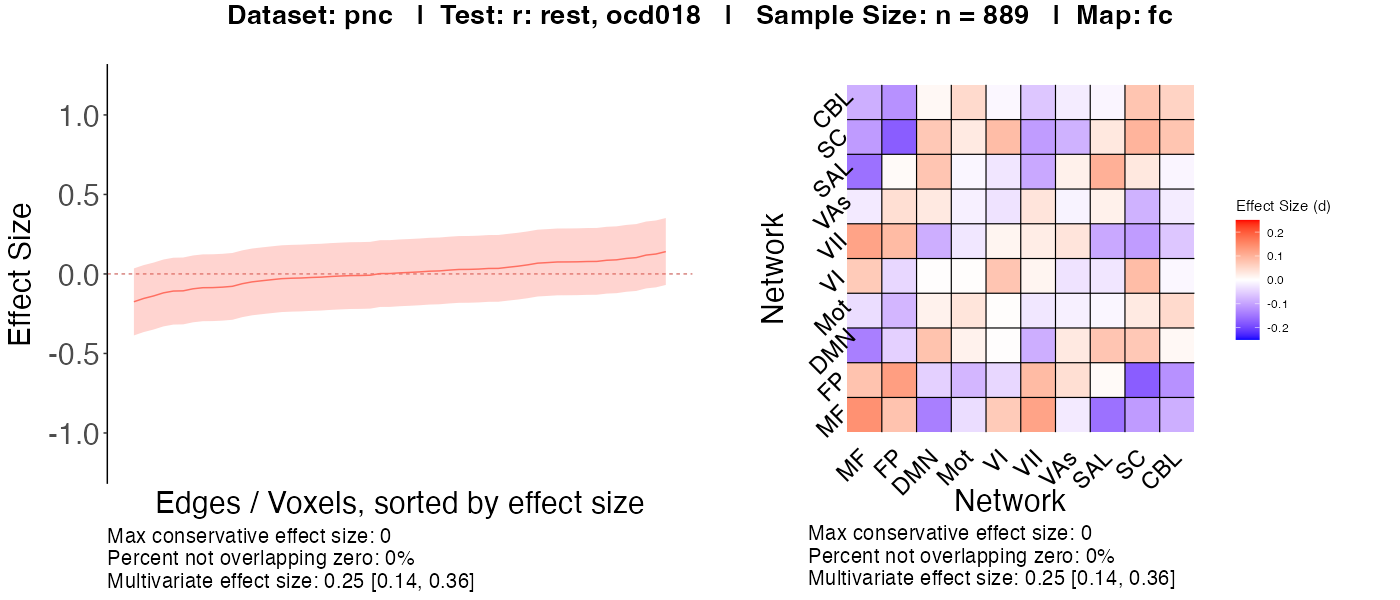 Dataset: pnc | Test: r: rest, ocd018 | Sample Size: n = 889 | Map: fc
Effect Size
1.0
0.5
0.0
-0.5
-1.0
Edges / Voxels, sorted by effect size
Max conservative effect size: 0
Percent not overlapping zero: 0%
Multivariate effect size: 0.25 [0.14, 0.36]
Network
CBL
SC
SAL
VAs
VII
VI
Mot
DMN
FP
MF
MF
FP
DMN
Mot
VI
VII
VAs
SAL
SC
CBL
Network
Max conservative effect size: 0
Percent not overlapping zero: 0%
Multivariate effect size: 0.25 [0.14, 0.36]
Effect Size (d)
0.2
0.1
0.0
-0.1
-0.2